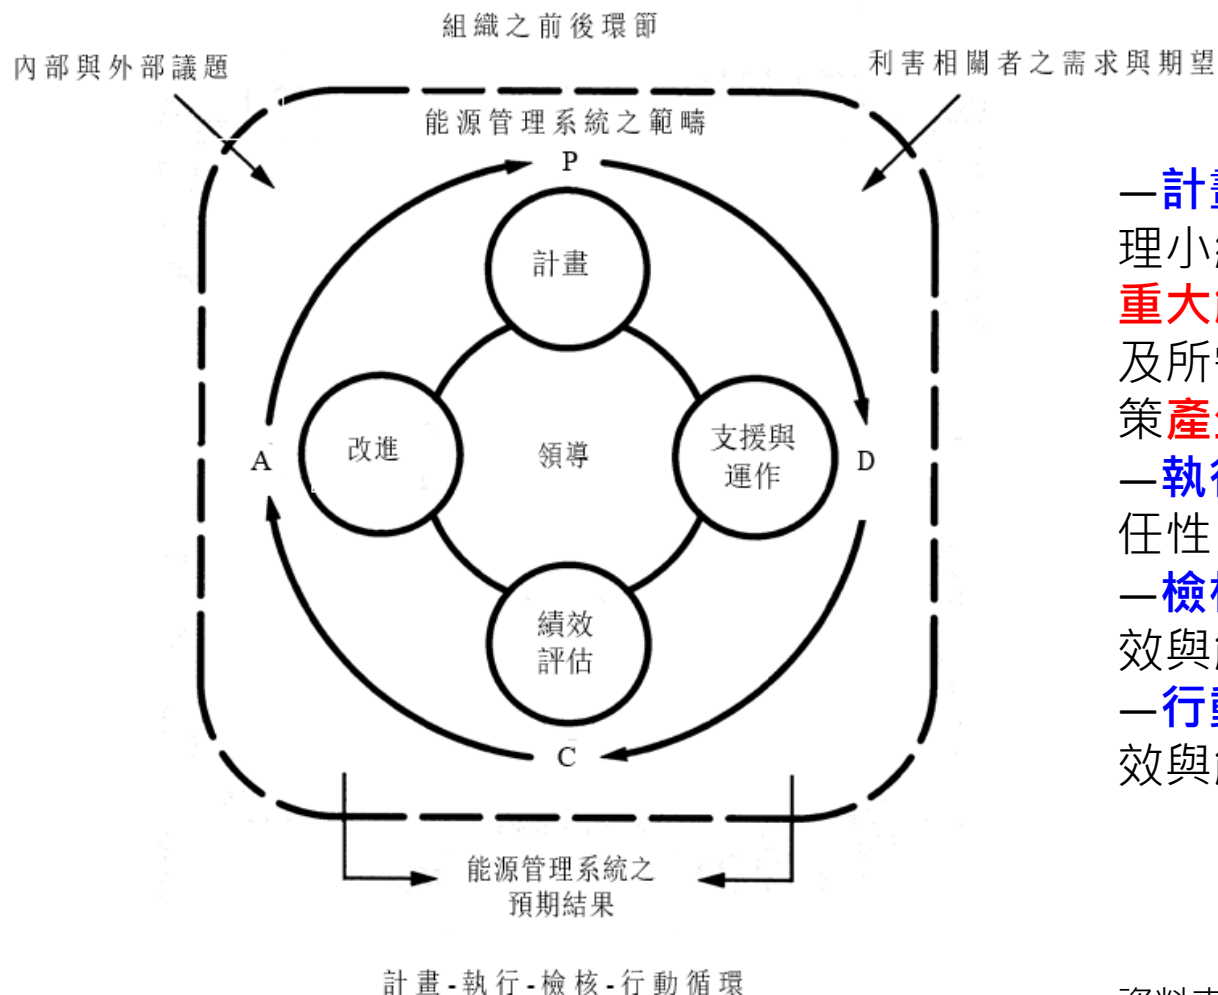 組織之前後環節
內部與外部議題
利害相關者之需求與期望
能源管理系統之範疇
P
計畫
改進
領導
支援與
運作
A
D
績效
評估
C
能源管理系統之
預期結果
計畫-執行-檢核-行動循環
—計畫
理小
重大
及所
策產
—執行
任性
—檢核
效與
—行動
效與